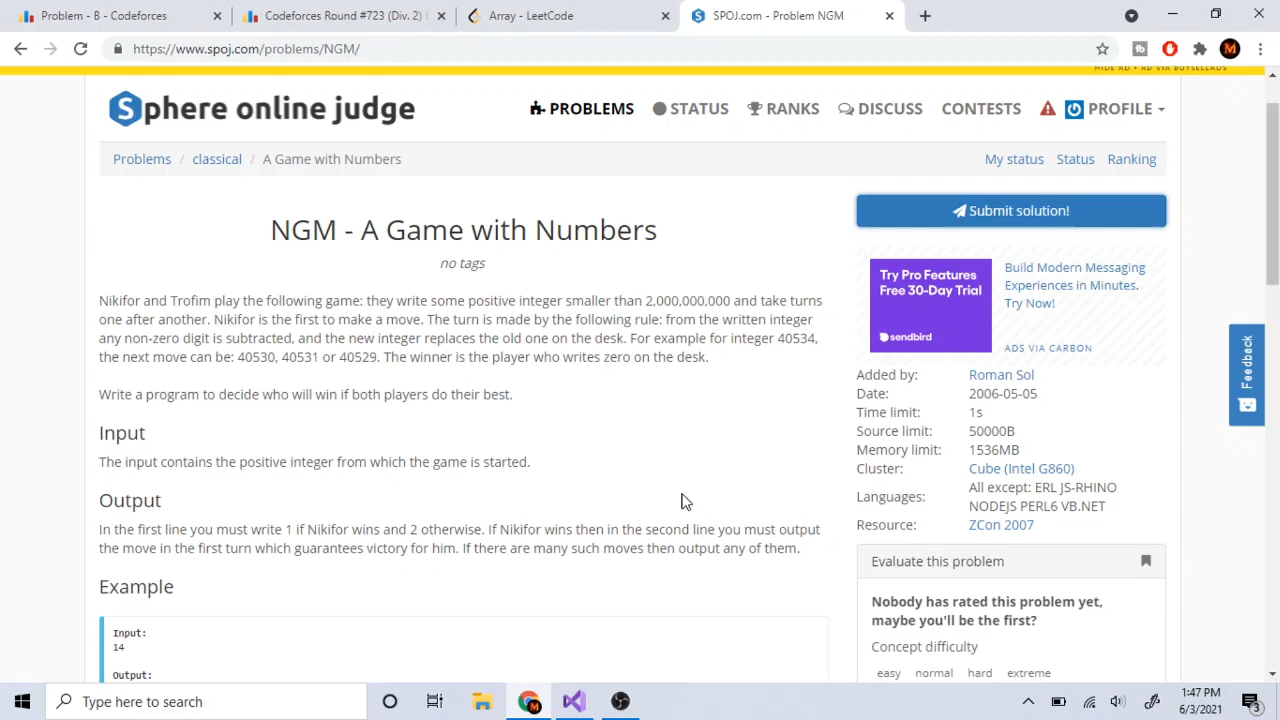 Problem - B - Codeforces
Codeforces Round #723 (Div. 2) E
Array - LeetCode
SPOJ.com - Problem NGM
https://www.spoj.com/problems/NGM/
HIDE AD • AD VIA BUYSELLADS
Sphere online judge
PROBLEMS
STATUS
RANKS
DISCUSS
CONTESTS
PROFILE
Problems / classical / A Game with Numbers
My status Status Ranking
NGM - A Game with Numbers
no tags
Nikifor and Trofim play the following game: they write some positive integer smaller than 2,000,000,000 and take turns
one after another. Nikifor is the first to make a move. The turn is made by the following rule: from the written integer
any non-zero digit is subtracted, and the new integer replaces the old one on the desk. For example for integer 40534,
the next move can be: 40530, 40531 or 40529. The winner is the player who writes zero on the desk.
Write a program to decide who will win if both players do their best.
Input
The input contains the positive integer from which the game is started.
Output
In the first line you must write 1 if Nikifor wins and 2 otherwise. If Nikifor wins then in the second line you must output
the move in the first turn which guarantees victory for him. If there are many such moves then output any of them.
Example
Input:
14
Output:
Submit solution!
Try Pro Features
Free 30-Day Trial
sendbird
Build Modern Messaging
Experiences in Minutes.
Try Now!
ADS VIA CARBON
Added by: Roman Sol
Date: 2006-05-05
Time limit: 1s
Source limit: 50000B
Memory limit: 1536MB
Cluster: Cube (Intel G860)
Languages: All except: ERL JS-RHINO
NODEJS PERL6 VB.NET
Resource: ZCon 2007
Evaluate this problem
Nobody has rated this problem yet,
maybe you'll be the first?
Concept difficulty
easy normal hard extreme
Feedback
Type here to search
1:47 PM
6/3/2021
3